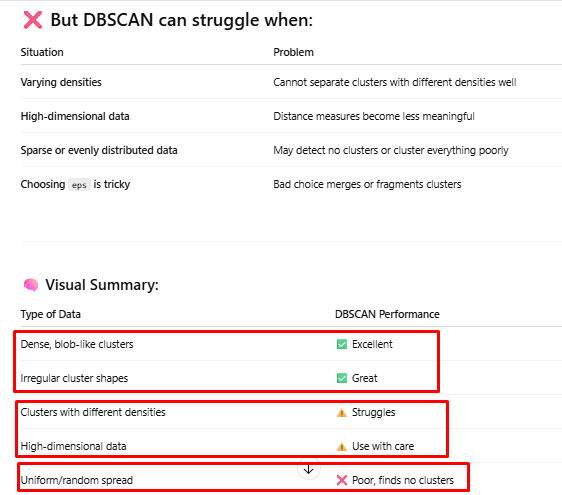 ❌ But DBSCAN can struggle when:
Situation Problem
Varying densities Cannot separate clusters with different densities well
High-dimensional data Distance measures become less meaningful
Sparse or evenly distributed data May detect no clusters or cluster everything poorly
Choosing eps is tricky Bad choice merges or fragments clusters
🧠 Visual Summary:
Type of Data DBSCAN Performance
Dense, blob-like clusters ✅ Excellent
Irregular cluster shapes ✅ Great
Clusters with different densities ⚠️ Struggles
High-dimensional data ⚠️ Use with care
Uniform/random spread ❌ Poor, finds no clusters